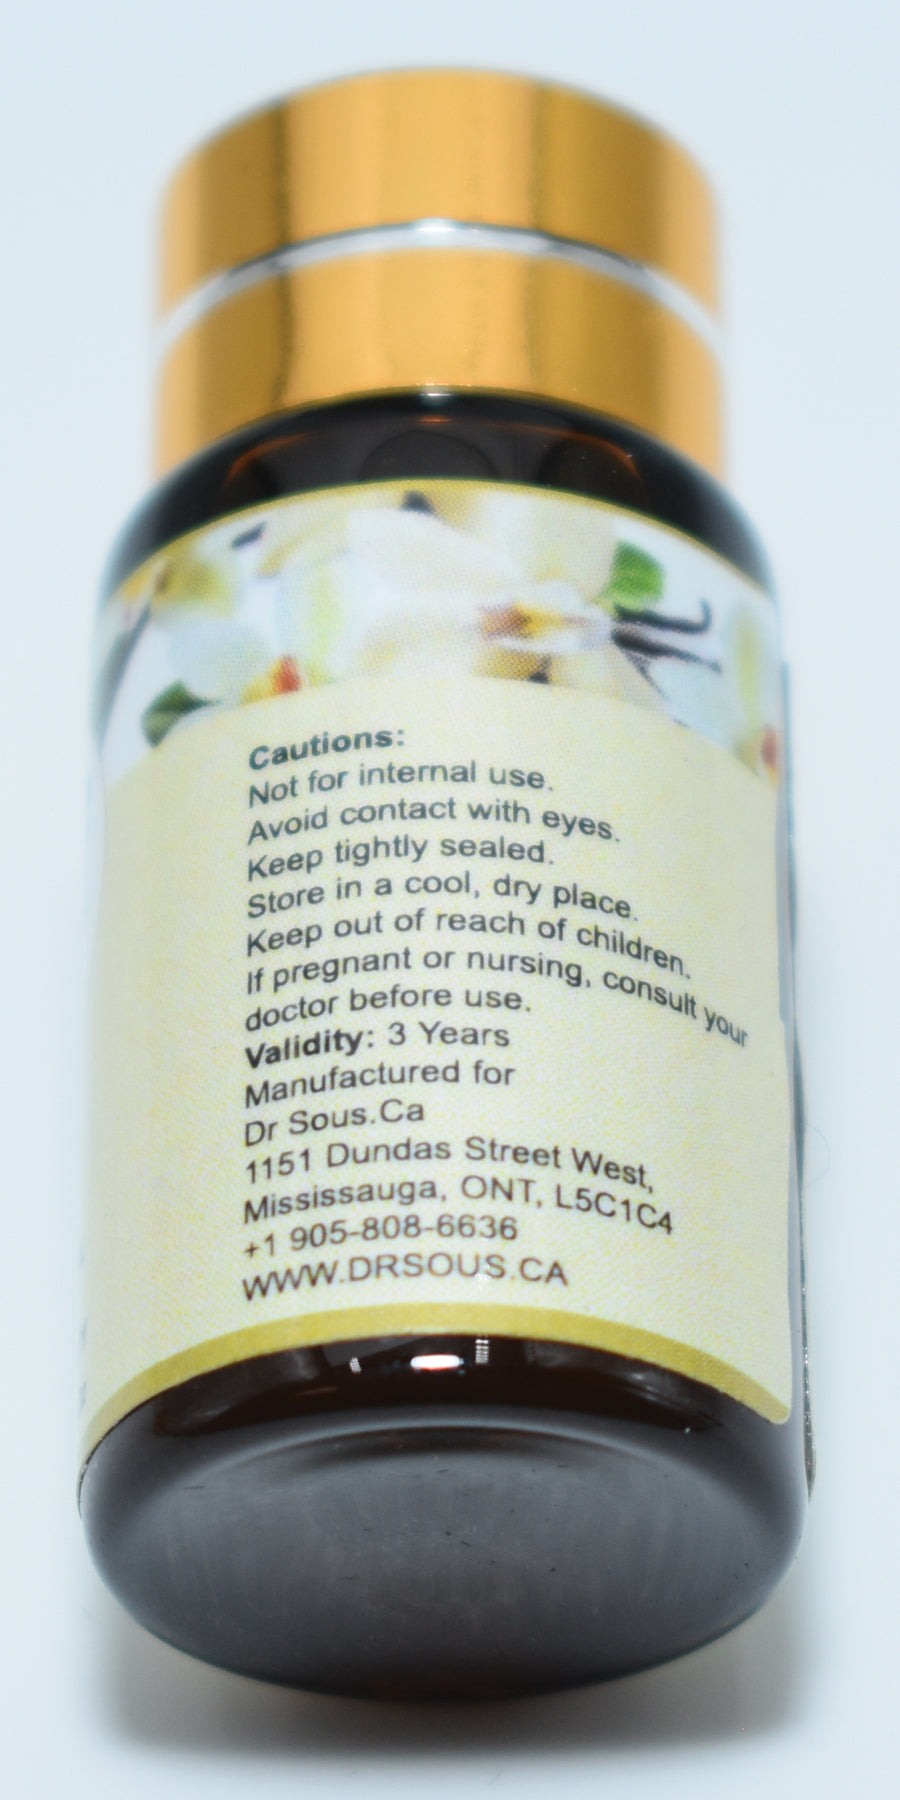 Cautions:
Not for internal use.
Avoid contact with eyes.
Keep tightly sealed.
Store in a cool, dry place.
Keep out of reach of children.
If pregnant or nursing, consult your
doctor before use.
Validity: 3 Years
Manufactured for
Dr Sous.Ca
1151 Dundas Street West,
Mississauga, ONT, L5C1C4
+1 905-808-6636
WWW.DRSOUS.CA